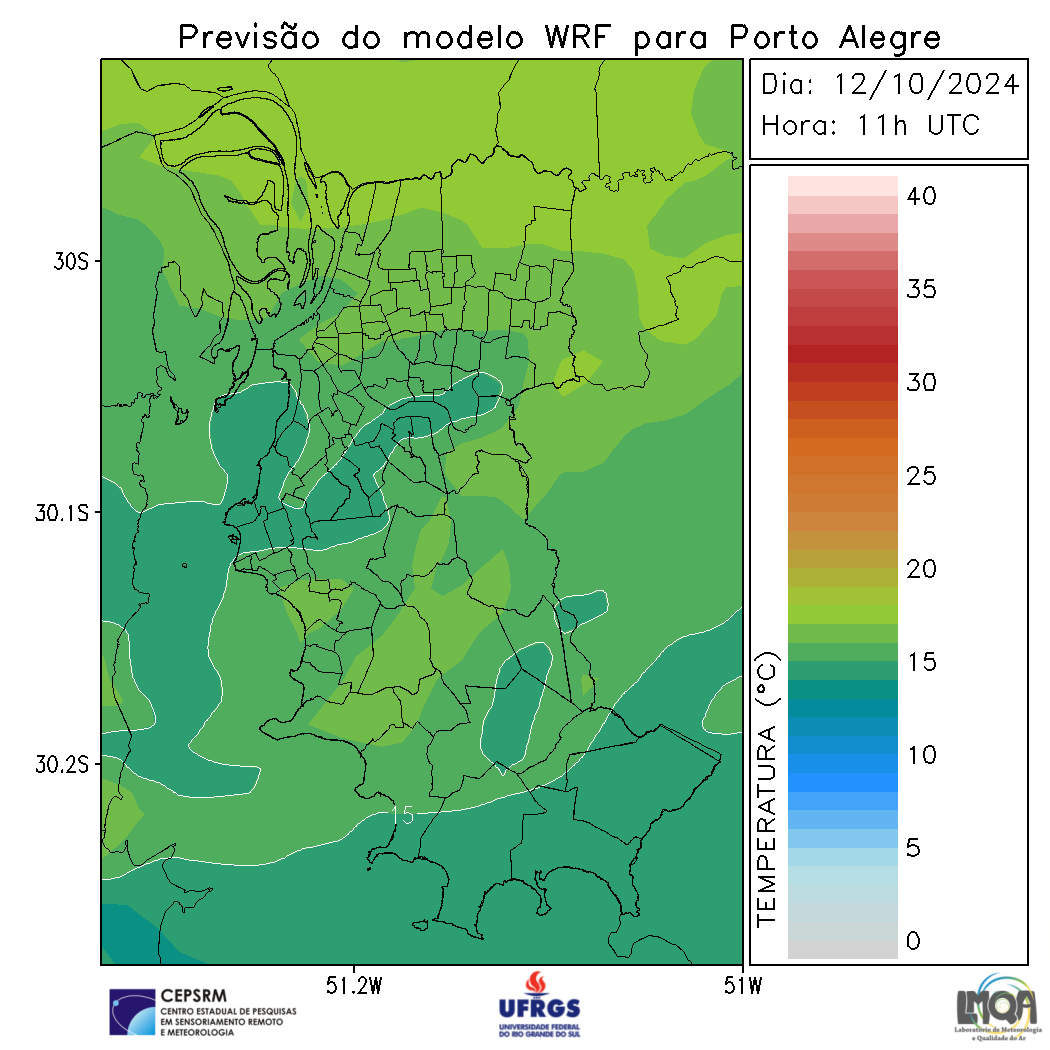 Previsão do modelo WRF para Porto Alegre
Dia: 12/10/2024
Hora: 11h UTC
40
35
30
25
20
15
10
5
0
TEMPERATURA (°C)
30S
30.1S
30.2S
15
51.2W
51W
CEPSRM
CENTRO ESTADUAL DE PESQUISAS
EM SENSORIAMENTO REMOTO
E METEOROLOGIA
UFRGS
UNIVERSIDADE FEDERAL
DO RIO GRANDE DO SUL
LMQA
Laboratório de Meteorologia
e Qualidade do Ar